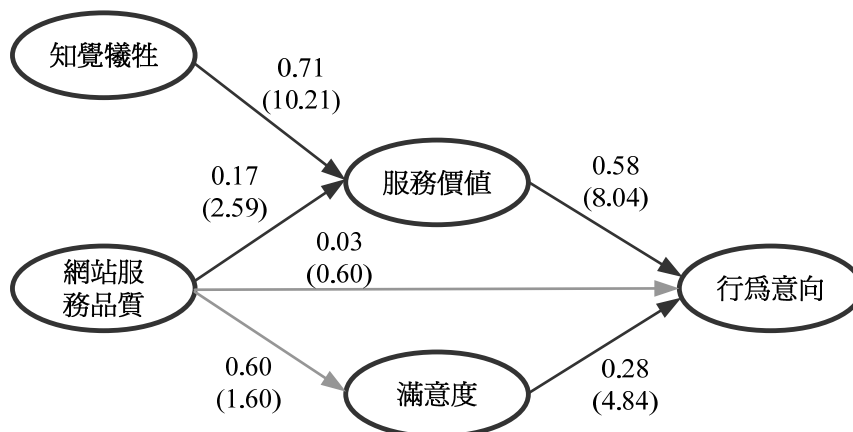 知覺犧牲
0.71
(10.21)
0.17
(2.59)
服務價値
0.58
(8.04)
0.03
(0.60)
網站服
務品質
行爲意向
0.60
(1.60)
滿意度
0.28
(4.84)